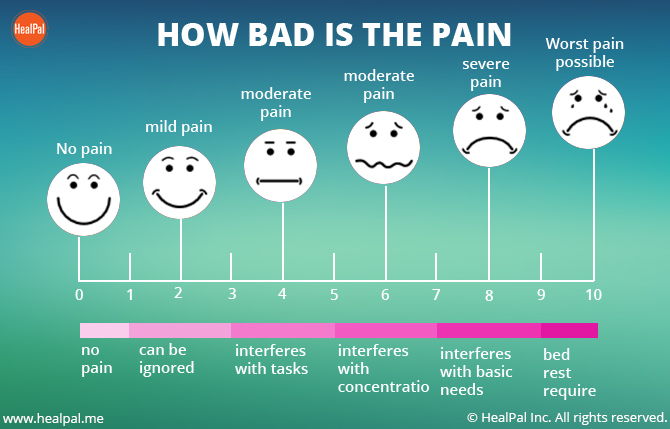 HealPal
HOW BAD IS THE PAIN
No pain
mild pain
moderate
pain
moderate
pain
severe
pain
Worst pain
possible
0 1 2 3 4 5 6 7 8 9 10
no
pain
can be
ignored
interferes
with tasks
interferes
with
concentratio
interferes
with basic
needs
bed
rest
require
www.healpal.me
© HealPal Inc. All rights reserved.